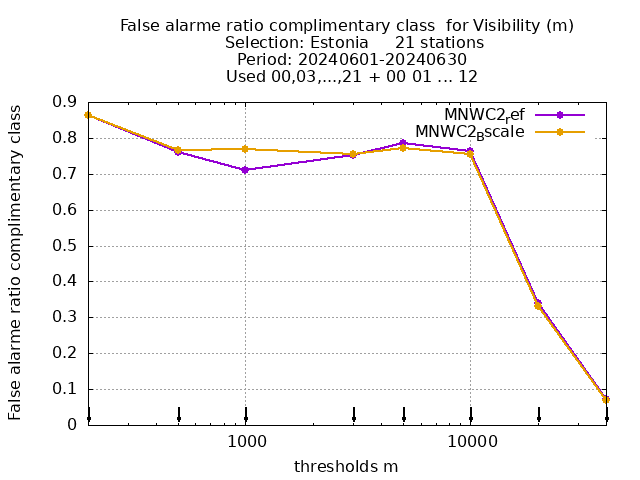 False alarme ratio complimentary class  for Visibility (m)
Selection: Estonia     21 stations
Period: 20240601-20240630
Used 00,03,...,21 + 00 01 ... 12
False alarme ratio complimentary class
0.9
0.8
0.7
0.6
0.5
0.4
0.3
0.2
0.1
0
MNWC2ref
MNWC2Bscale
1000
10000
thresholds m